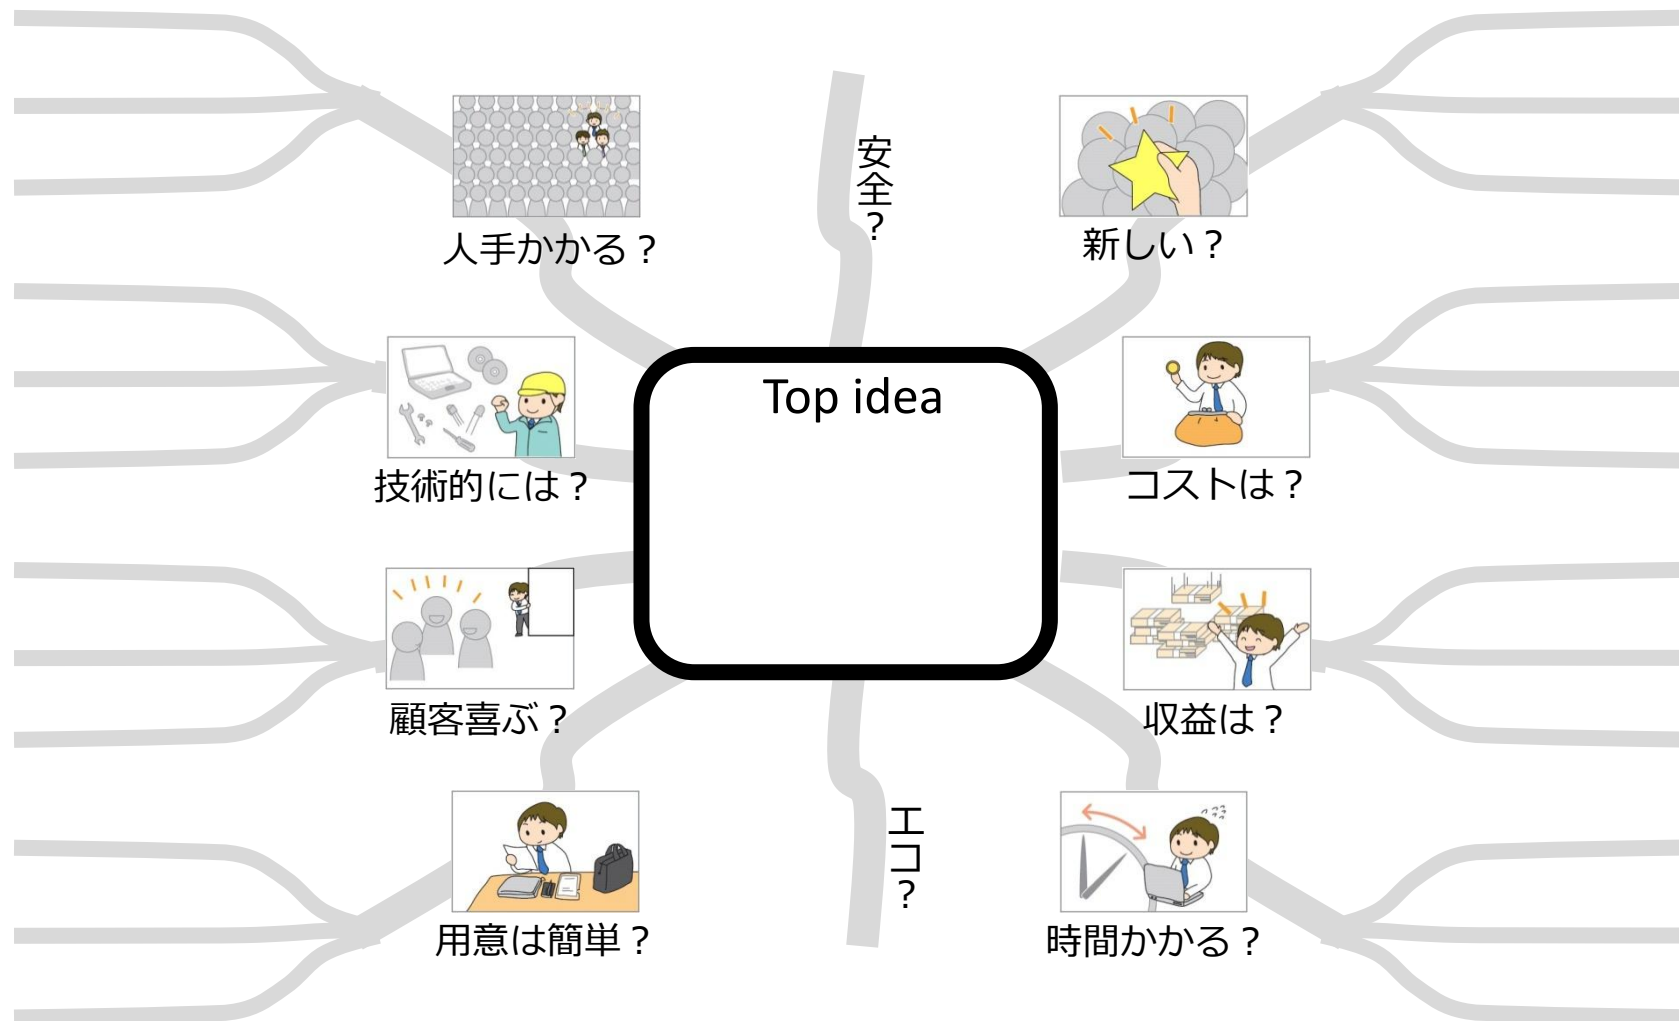 安全?
人手かかる？
新しい？
Top idea
技術的には？
コストは？
顧客喜ぶ？
収益は？
エコ?
用意は簡単？
時間かかる？